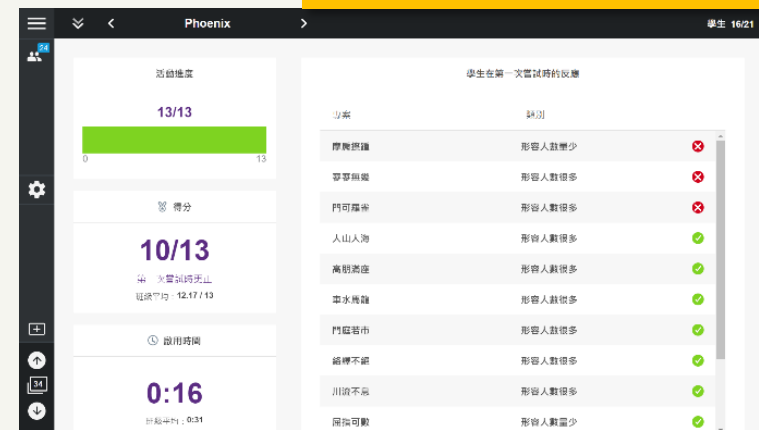 Phoenix
學生 16/21
24
活動進度
13/13
0
13
得分
10/13
第一次嘗試時更正
班級平均：12.17 / 13
啟用時間
0:16
班級平均：0:31
34
學生在第一次嘗試時的反應
專案 類別
摩肩接踵 形容人數量少
寥寥無幾 形容人數很多
門可羅雀 形容人數很多
人山人海 形容人數很多
高朋滿座 形容人數很多
車水馬龍 形容人數很多
門庭若市 形容人數很多
絡繹不絕 形容人數很多
川流不息 形容人數很多
屈指可數 形容人數量少